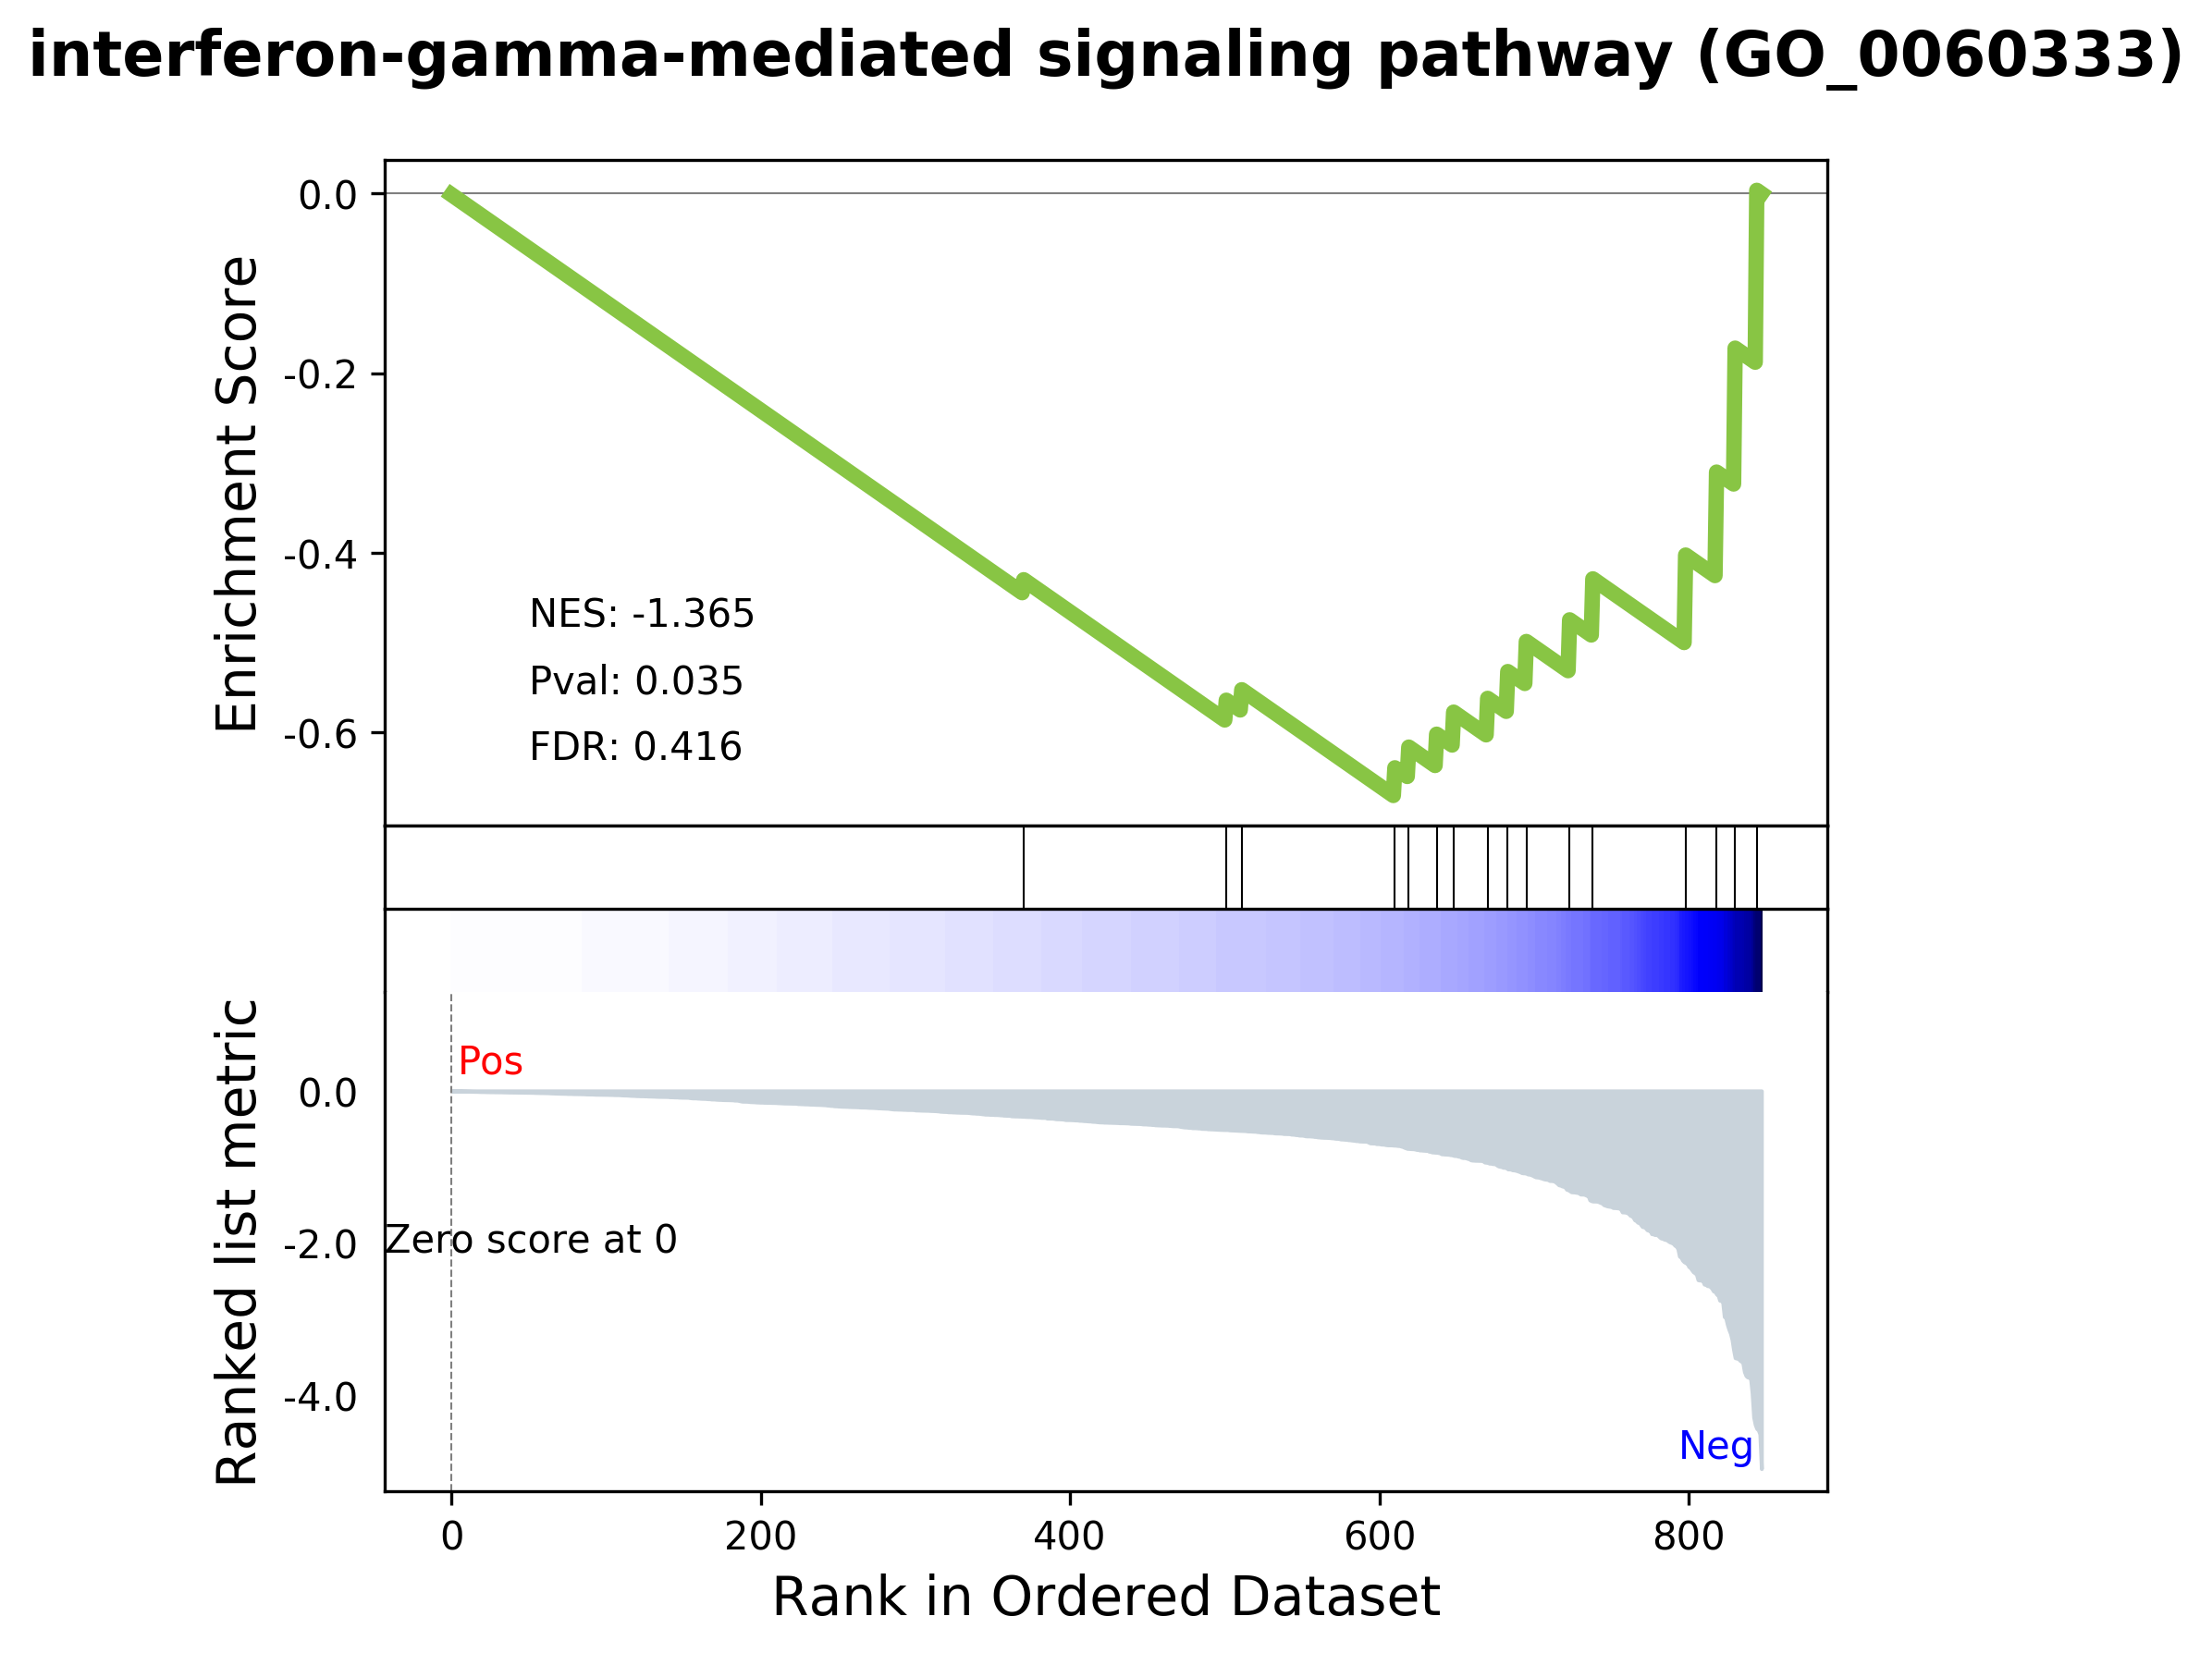 interferon-gamma-mediated signaling pathway (GO_0060333)
Enrichment Score
0.0
-0.2
-0.4
-0.6
NES: -1.365
Pval: 0.035
FDR: 0.416
Ranked list metric
0.0
-2.0
-4.0
Pos
Zero score at 0
Neg
0 200 400 600 800
Rank in Ordered Dataset